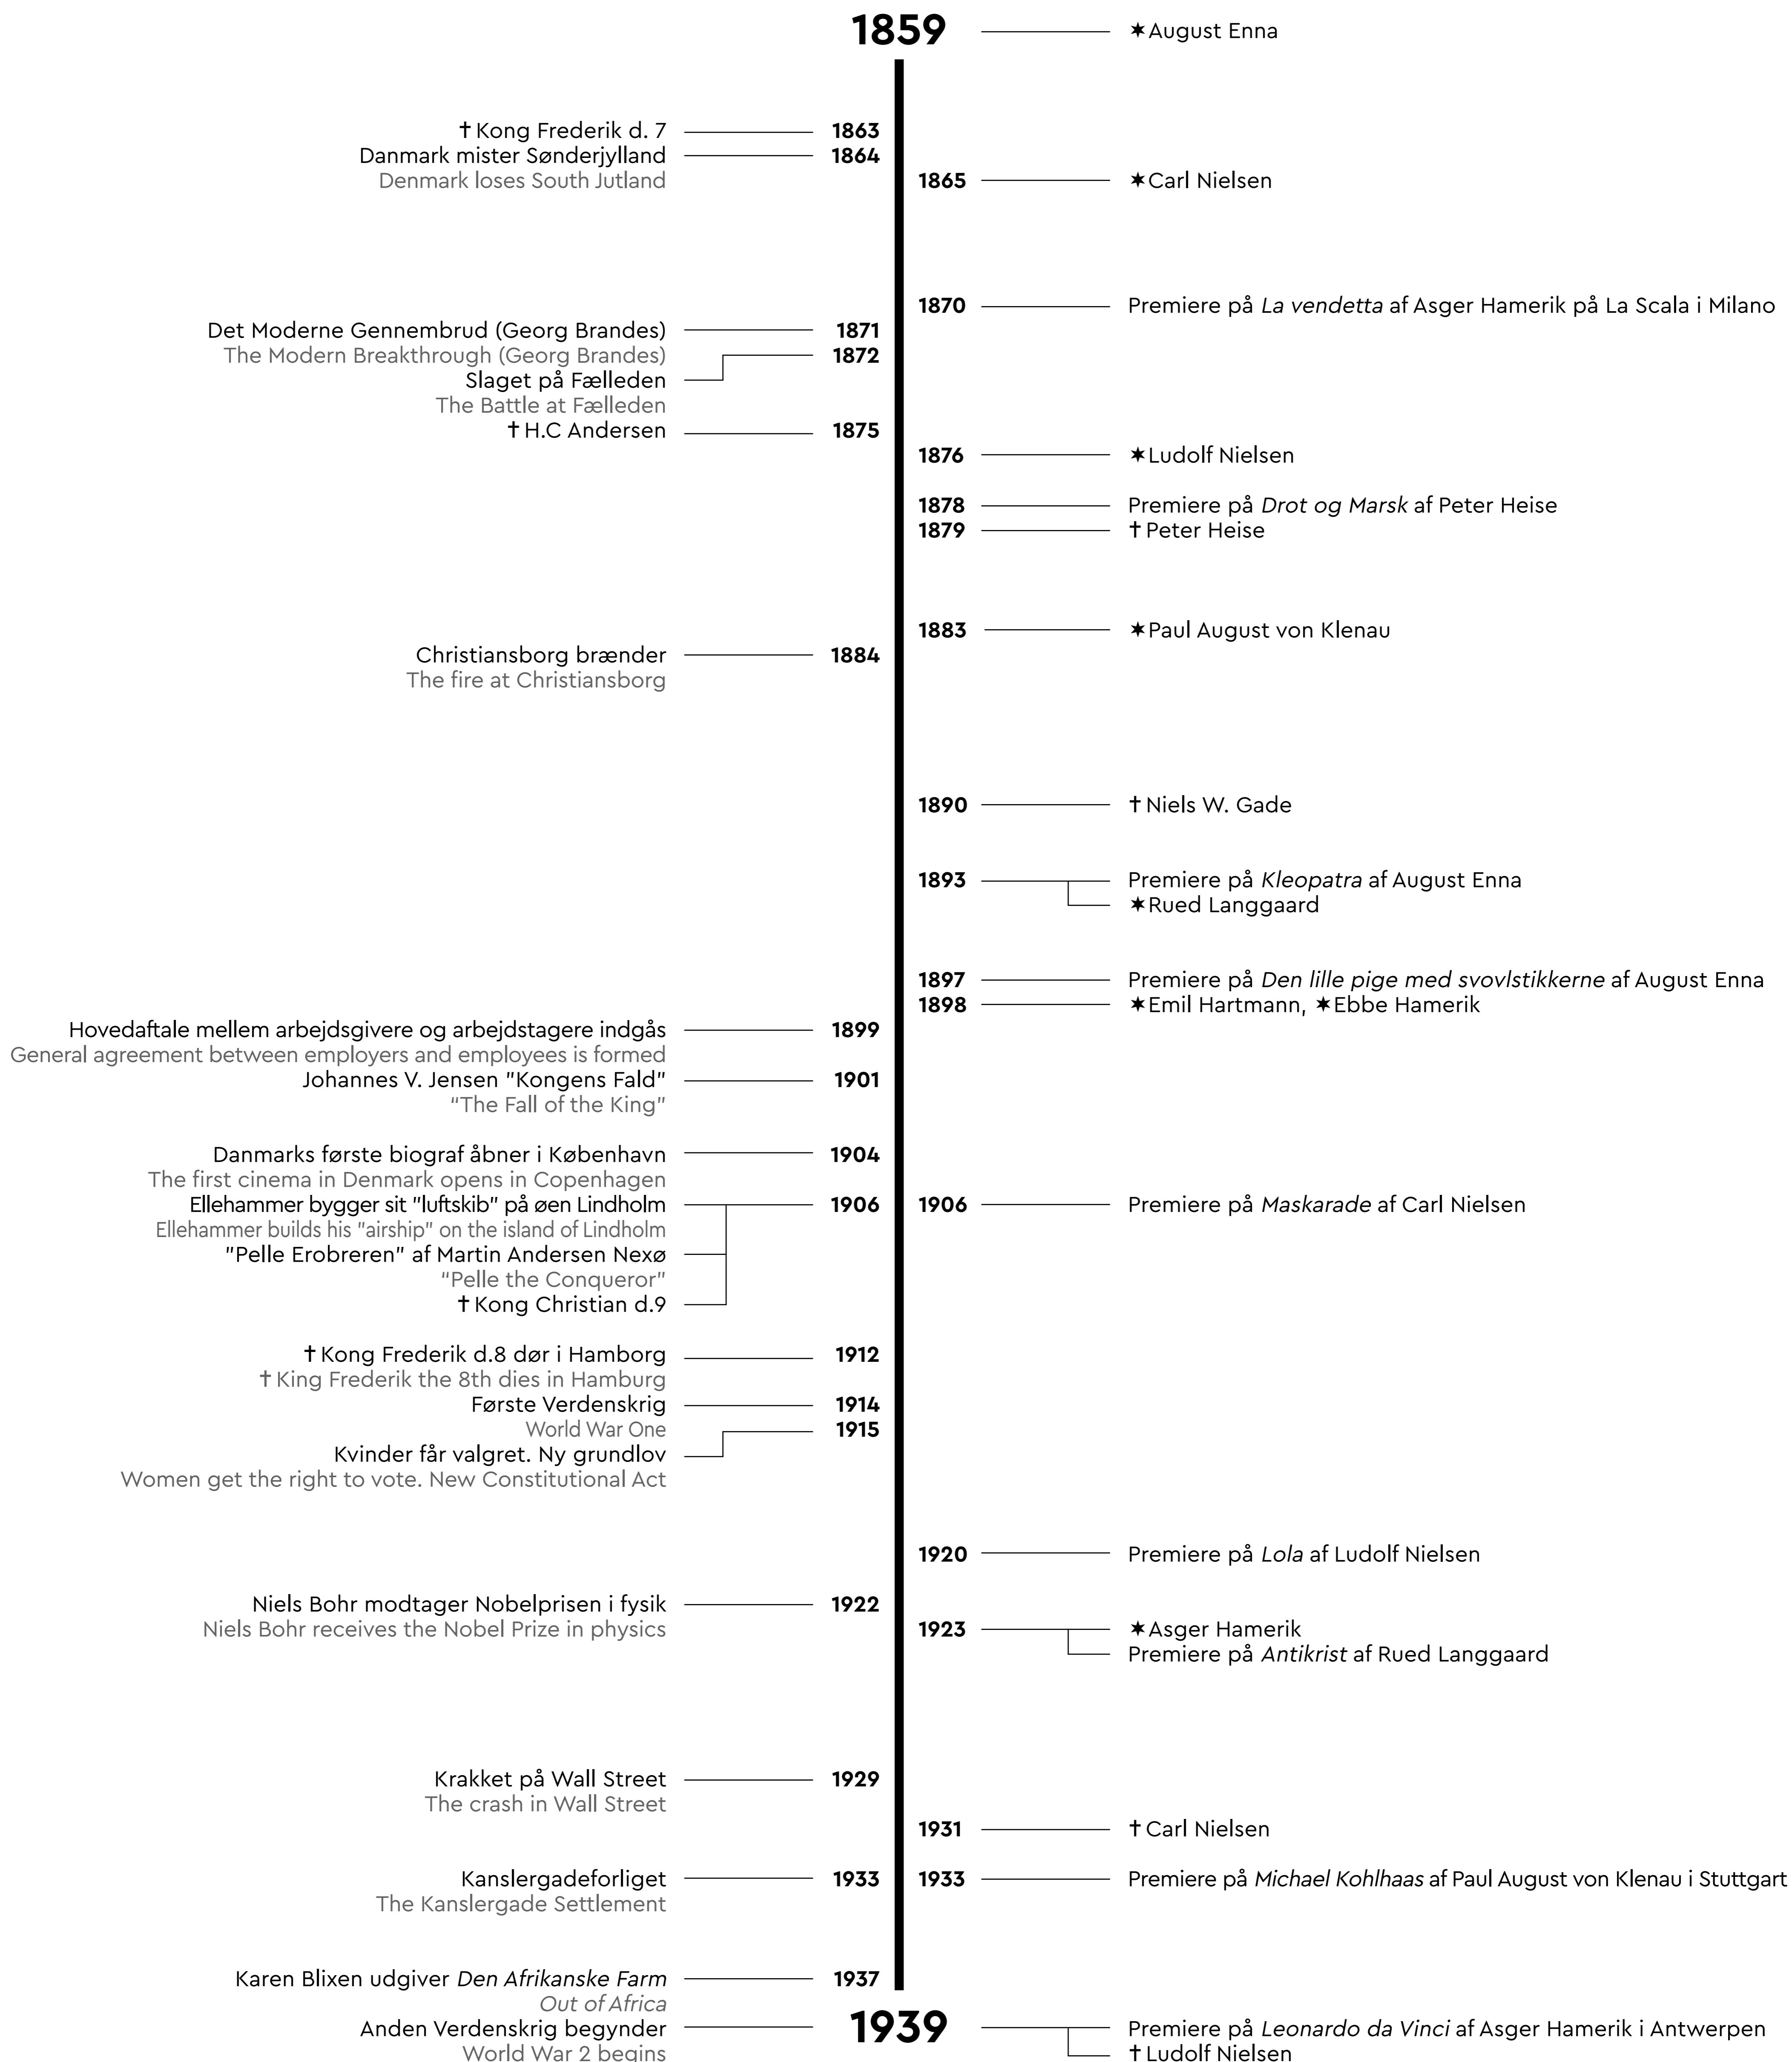 1859 ✶August Enna
†Kong Frederik d. 7 1863
Danmark mister Sønderjylland 1864
Denmark loses South Jutland
1865 ✶Carl Nielsen
1870 Premiere på La vendetta af Asger Hamerik på La Scala i Milano
Det Moderne Gennembrud (Georg Brandes) 1871
The Modern Breakthrough (Georg Brandes) 1872
Slaget på Fælleden
The Battle at Fælleden
†H.C Andersen 1875
1876 ✶Ludolf Nielsen
1878 Premiere på Drot og Marsk af Peter Heise
1879 †Peter Heise
1883 ✶Paul August von Klenau
Christiansborg brænder 1884
The fire at Christiansborg
1890 †Niels W. Gade
1893 Premiere på Kleopatra af August Enna
✶Rued Langgaard
1897 Premiere på Den lille pige med svovlstikkerne af August Enna
1898 ✶Emil Hartmann, ✶Ebbe Hamerik
Hovedaftale mellem arbejdsgivere og arbejdstagere indgås 1899
General agreement between employers and employees is formed
Johannes V. Jensen ”Kongens Fald” 1901
“The Fall of the King”
Danmarks første biograf åbner i København 1904
The first cinema in Denmark opens in Copenhagen
Ellehammer bygger sit ”luftskib” på øen Lindholm 1906 1906 Premiere på Maskarade af Carl Nielsen
Ellehammer builds his ”airship” on the island of Lindholm
”Pelle Erobreren” af Martin Andersen Nexø
“Pelle the Conqueror”
†Kong Christian d.9
†Kong Frederik d.8 dør i Hamborg 1912
†King Frederik the 8th dies in Hamburg
Første Verdenskrig 1914
World War One 1915
Kvinder får valgret. Ny grundlov
Women get the right to vote. New Constitutional Act
1920 Premiere på Lola af Ludolf Nielsen
Niels Bohr modtager Nobelprisen i fysik 1922
Niels Bohr receives the Nobel Prize in physics
1923 ✶Asger Hamerik
Premiere på Antikrist af Rued Langgaard
Krakket på Wall Street 1929
The crash in Wall Street
1931 †Carl Nielsen
Kanslergadeforliget 1933 1933 Premiere på Michael Kohlhaas af Paul August von Klenau i Stuttgart
The Kanslergade Settlement
Karen Blixen udgiver Den Afrikanske Farm 1937
Out of Africa
Anden Verdenskrig begynder 1939 Premiere på Leonardo da Vinci af Asger Hamerik i Antwerpen
World War 2 begins †Ludolf Nielsen